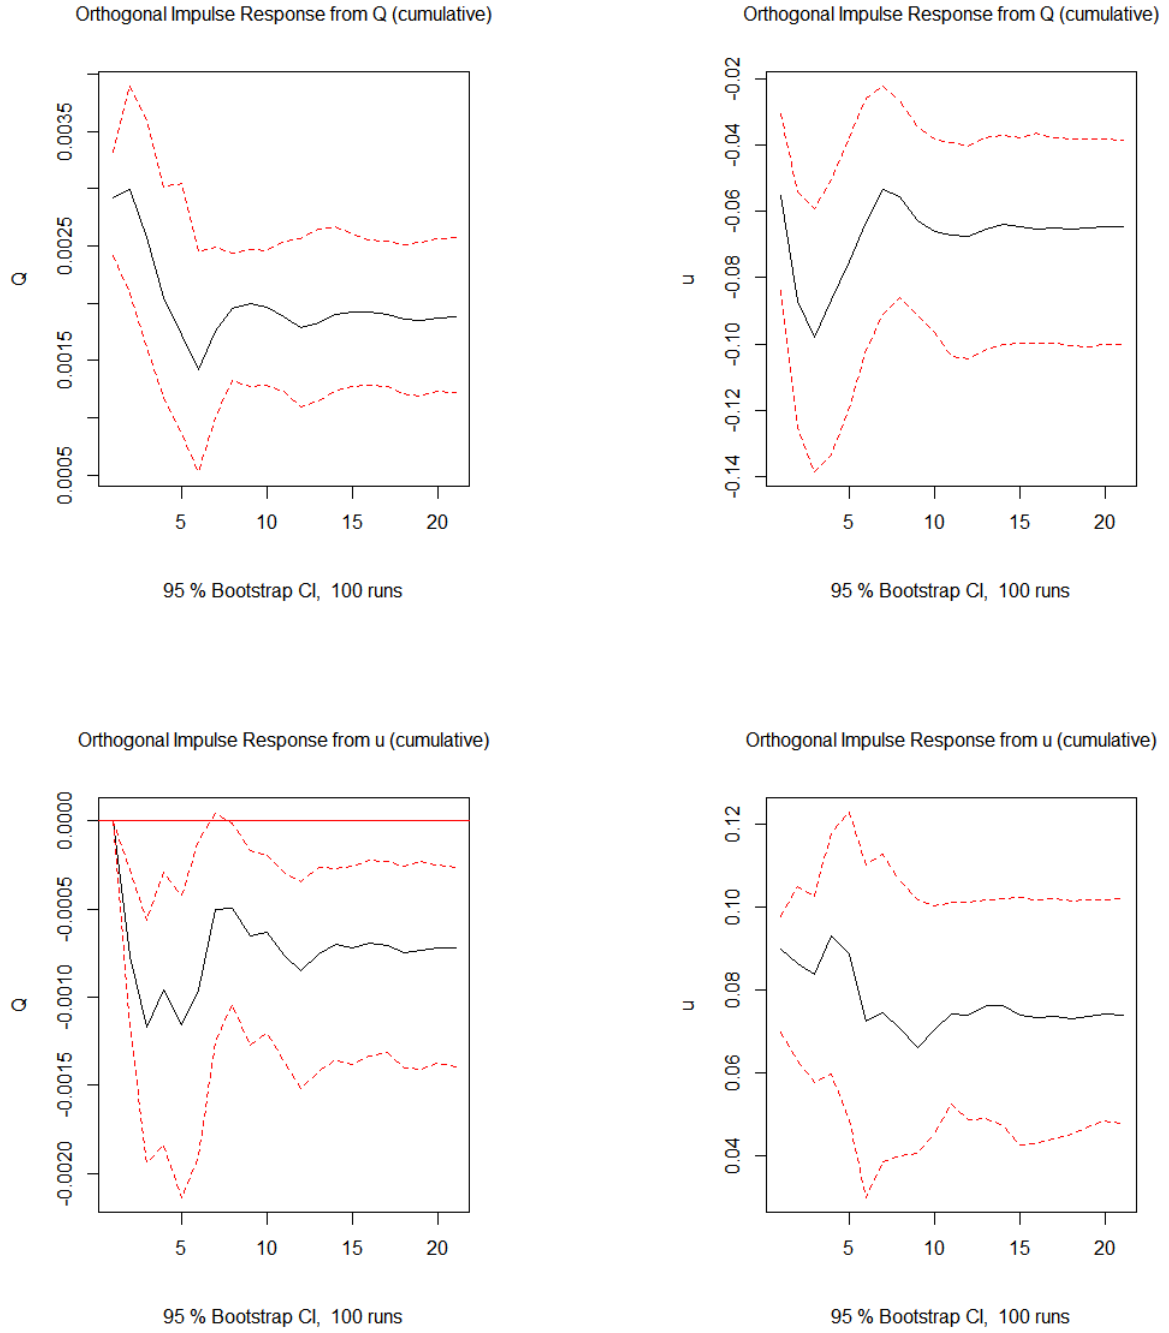 Orthogonal Impulse Response from Q (cumulative)
Q
0.0005 0.0015 0.0025 0.0035
5 10 15 20
95 % Bootstrap CI, 100 runs
Orthogonal Impulse Response from Q (cumulative)
u
-0.14 -0.12 -0.10 -0.08 -0.06 -0.04 -0.02
5 10 15 20
95 % Bootstrap CI, 100 runs
Orthogonal Impulse Response from u (cumulative)
Q
-0.0020 -0.0015 -0.0010 -0.0005 0.0000
5 10 15 20
95 % Bootstrap CI, 100 runs
Orthogonal Impulse Response from u (cumulative)
u
0.04 0.06 0.08 0.10 0.12
5 10 15 20
95 % Bootstrap CI, 100 runs